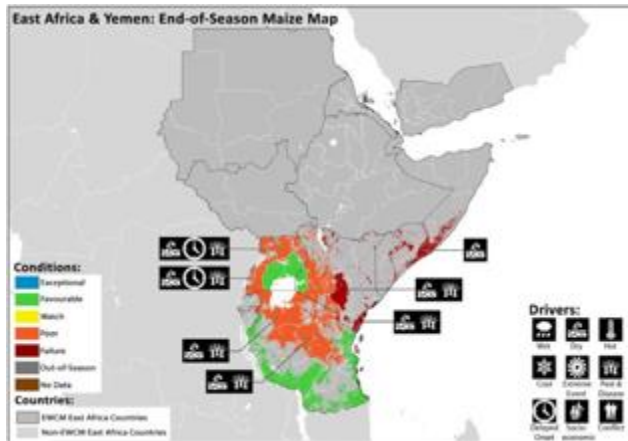 East Africa & Yemen: End-of-Season Maize Map
Conditions:
Exceptional
Favourable
Watch
Poor
Failure
Out-of-Season
No Data
Countries:
EWCM East Africa Countries
Non-EWCM East Africa Countries
Drivers:
Wet
Dry
Hot
Cool
Extreme Event
Pest & Disease
Delayed Onset
Socio-economic
Conflict